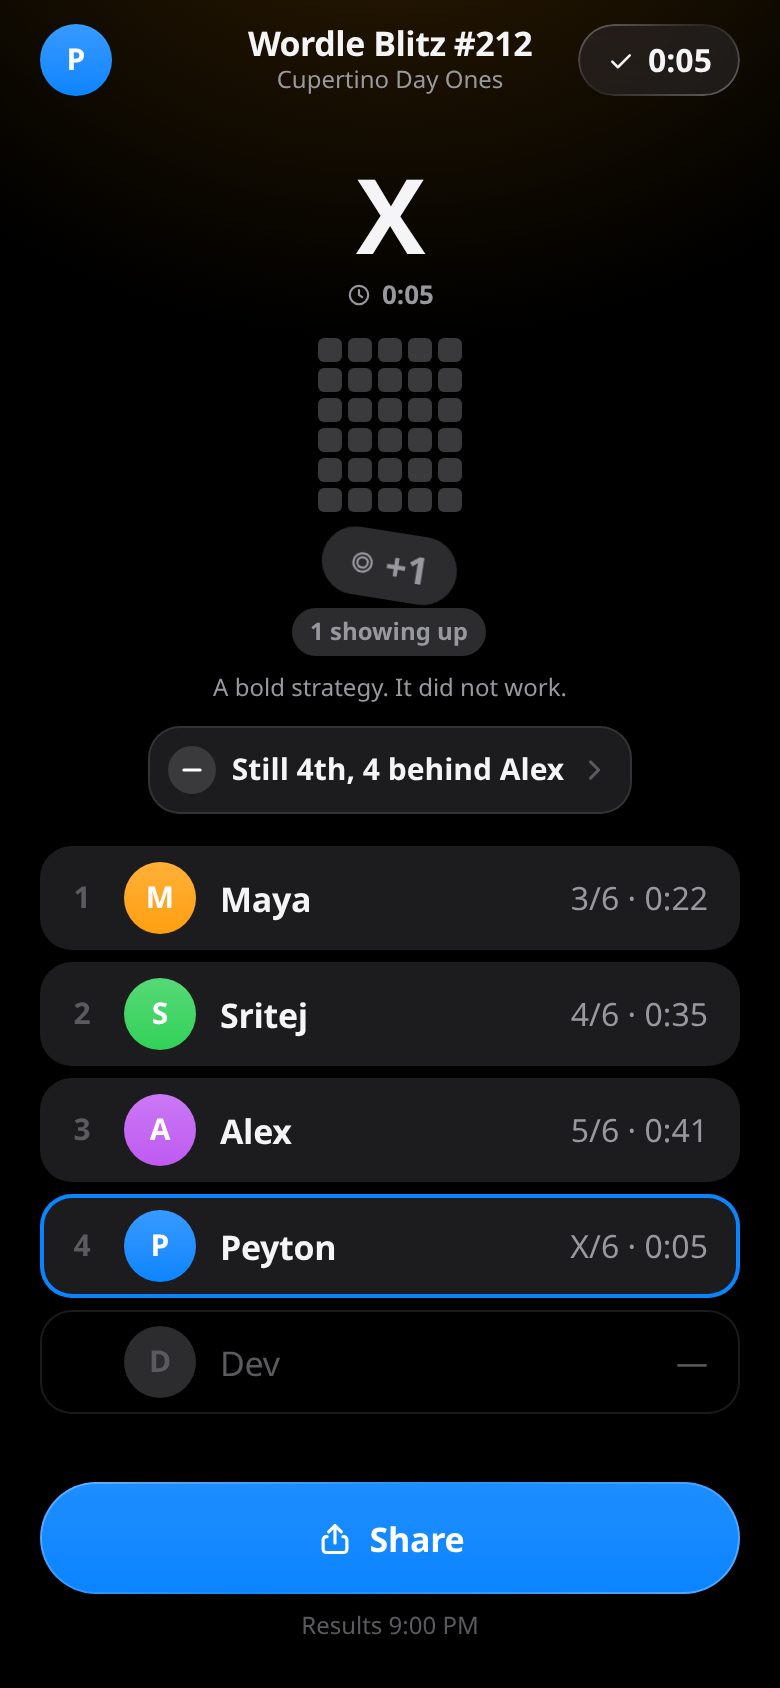 P
Wordle Blitz #212
Cupertino Day Ones
0:05
X
0:05
+1
1 showing up
A bold strategy. It did not work.
Still 4th, 4 behind Alex
1 M Maya 3/6 · 0:22
2 S Sritej 4/6 · 0:35
3 A Alex 5/6 · 0:41
4 P Peyton X/6 · 0:05
D Dev —
Share
Results 9:00 PM